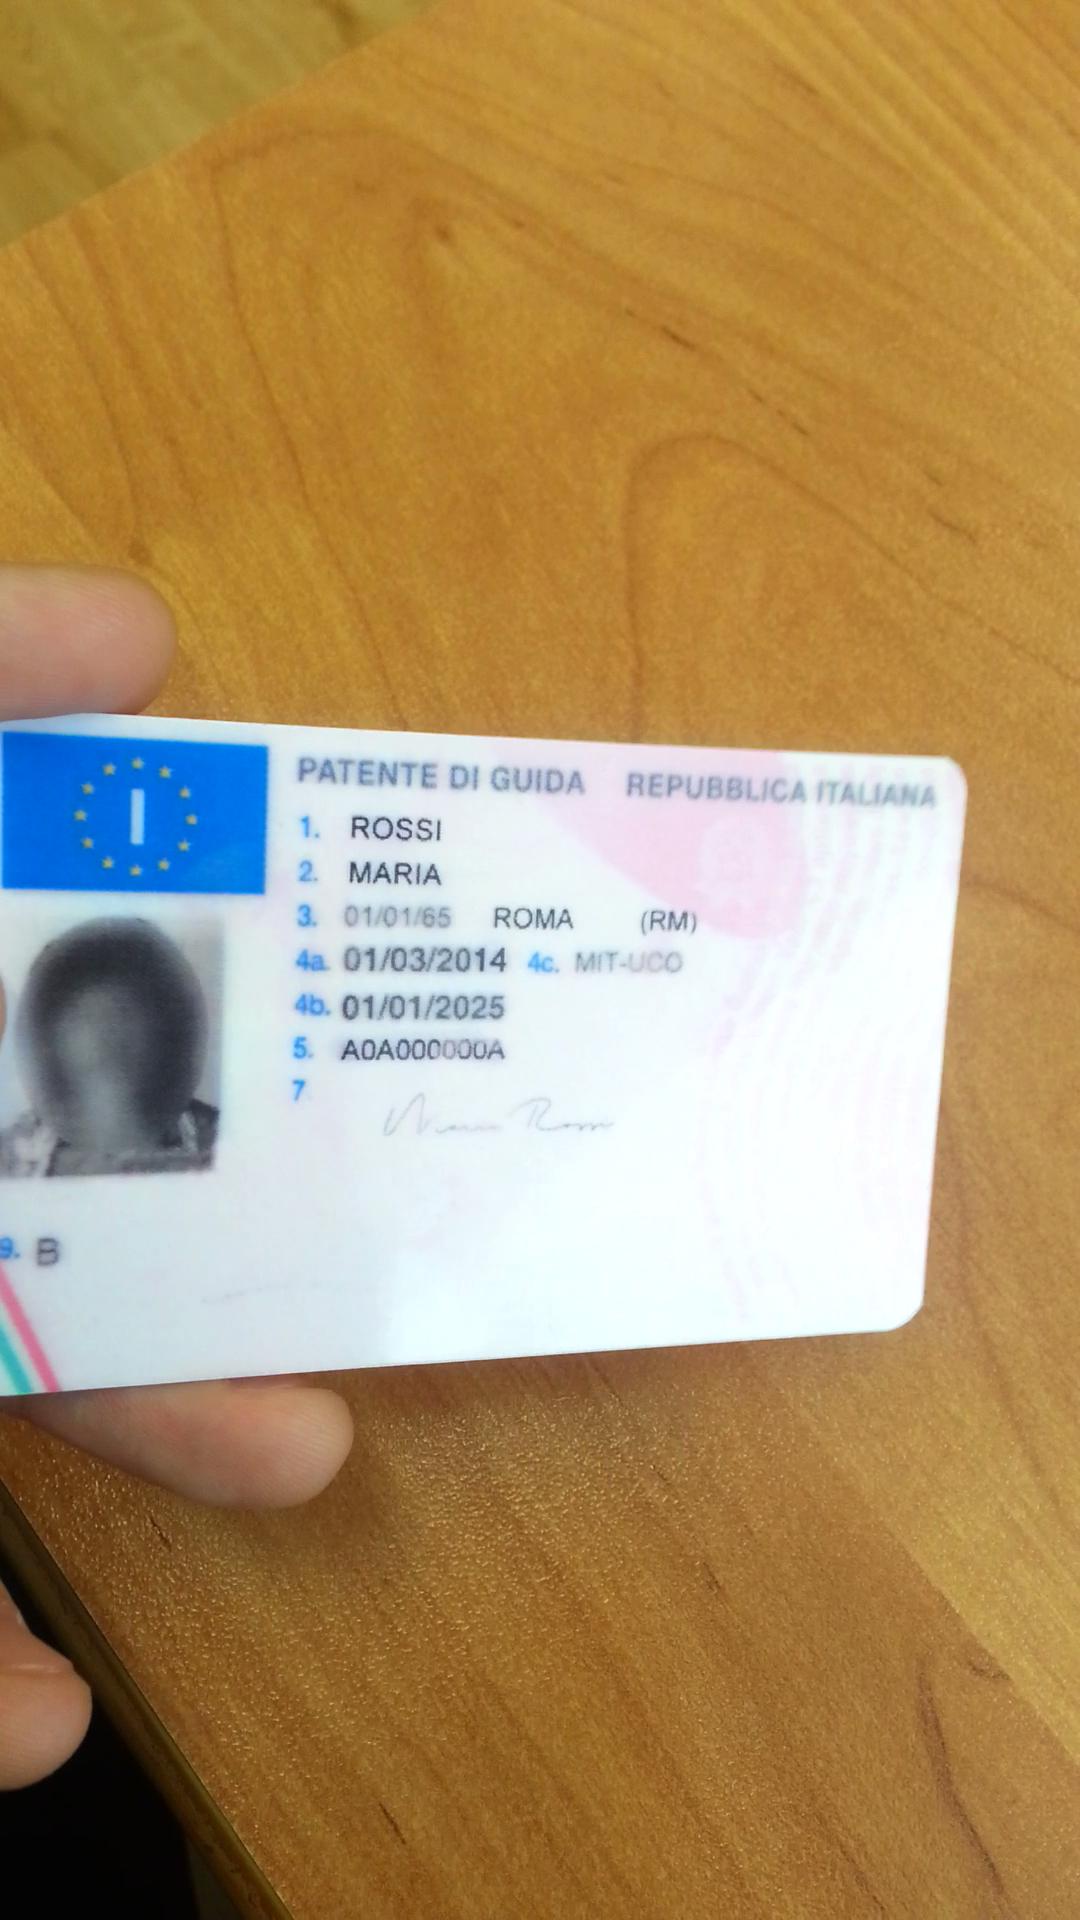 I
PATENTE DI GUIDA REPUBBLICA ITALIANA
1. ROSSI
2. MARIA
3. 01/01/65 ROMA (RM)
4a. 01/03/2014 4c. MIT-UCO
4b. 01/01/2025
5. A0A000000A
7
Maria Rossi
9. B